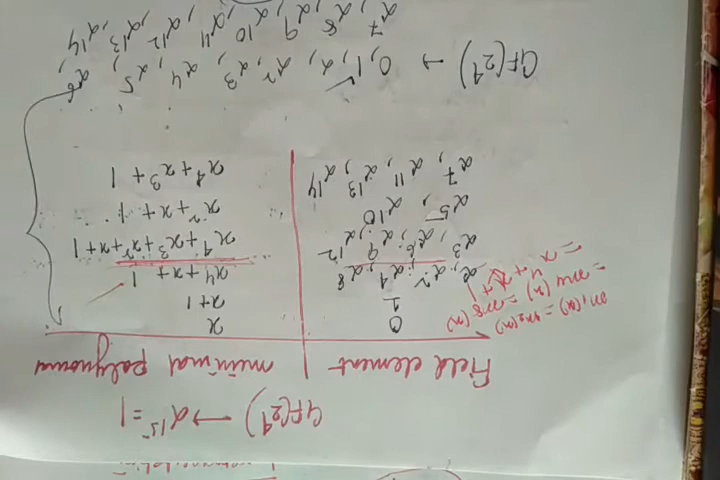 GF(2⁴) → α¹⁵ = 1
Field element | minimal polynomial
0 | x
1 | x+1
α, α², α⁴, α⁸ | x⁴+x+1
α³, α⁶, α⁹, α¹² | x⁴+x³+x²+x+1
α⁵, α¹⁰ | x²+x+1
α⁷, α¹¹, α¹³, α¹⁴ | x⁴+x³+1
m₁(x) = m₂(x)
= m₄(x) = m₈(x)
= x⁴+x+1
GF(2⁴) → 0, 1, α, α², α³, α⁴, α⁵, α⁶,
α⁷, α⁸, α⁹, α¹⁰, α¹¹, α¹², α¹³, α¹⁴